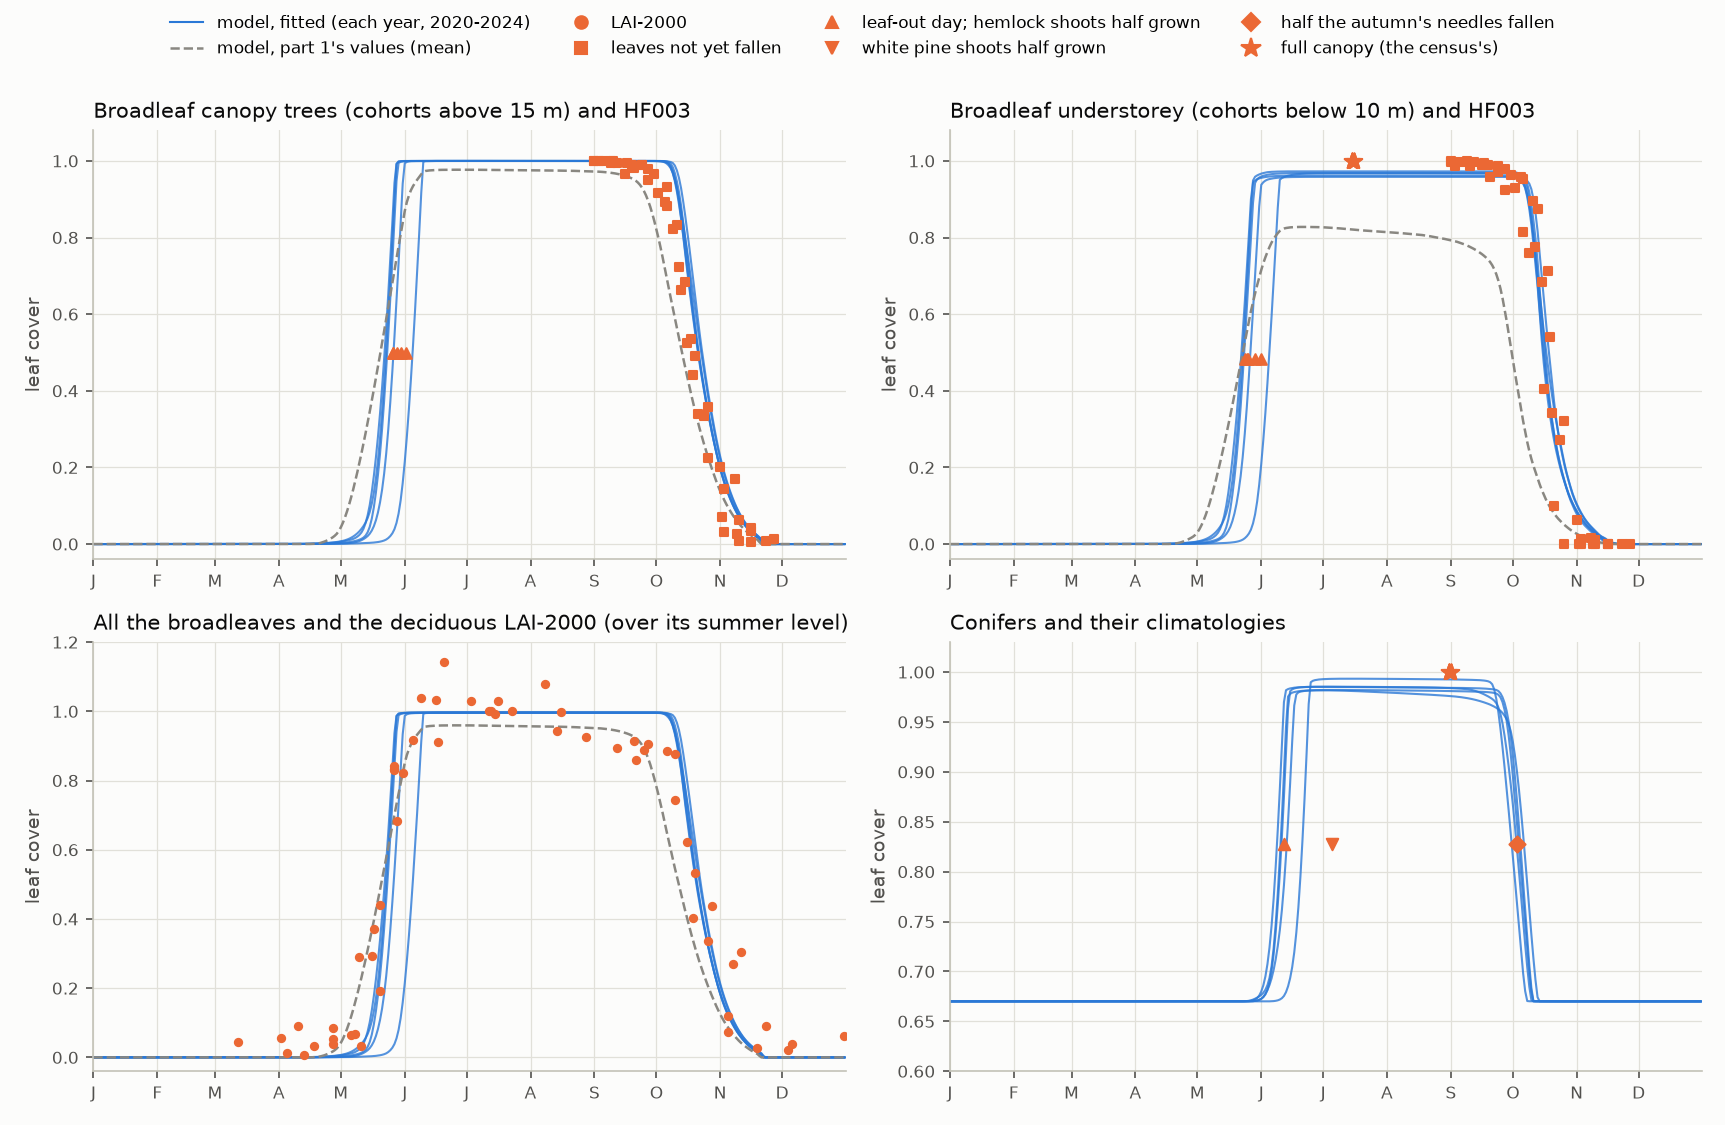 model, fitted (each year, 2020-2024)
model, part 1's values (mean)
LAI-2000
leaves not yet fallen
leaf-out day; hemlock shoots half grown
white pine shoots half grown
half the autumn's needles fallen
full canopy (the census's)
Broadleaf canopy trees (cohorts above 15 m) and HF003
leaf cover
1.0
0.8
0.6
0.4
0.2
0.0
J F M A M J J A S O N D
Broadleaf understorey (cohorts below 10 m) and HF003
leaf cover
1.0
0.8
0.6
0.4
0.2
0.0
J F M A M J J A S O N D
All the broadleaves and the deciduous LAI-2000 (over its summer level)
leaf cover
1.2
1.0
0.8
0.6
0.4
0.2
0.0
J F M A M J J A S O N D
Conifers and their climatologies
leaf cover
1.00
0.95
0.90
0.85
0.80
0.75
0.70
0.65
0.60
J F M A M J J A S O N D